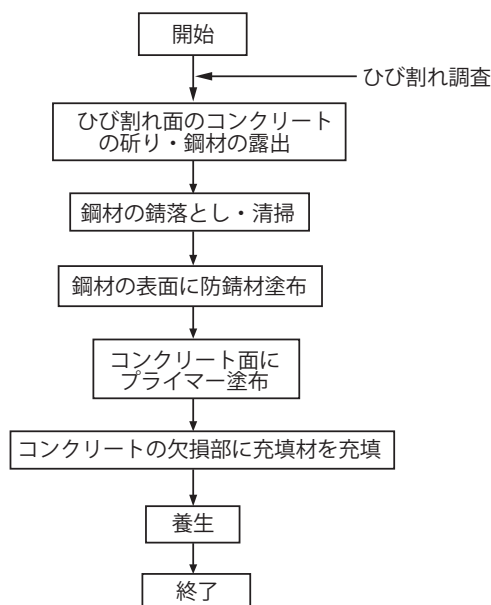 開始
ひび割れ調査
ひび割れ面のコンクリート
の斫り・鋼材の露出
鋼材の錆落とし・清掃
鋼材の表面に防錆材塗布
コンクリート面に
プライマー塗布
コンクリートの欠損部に充填材を充填
養生
終了